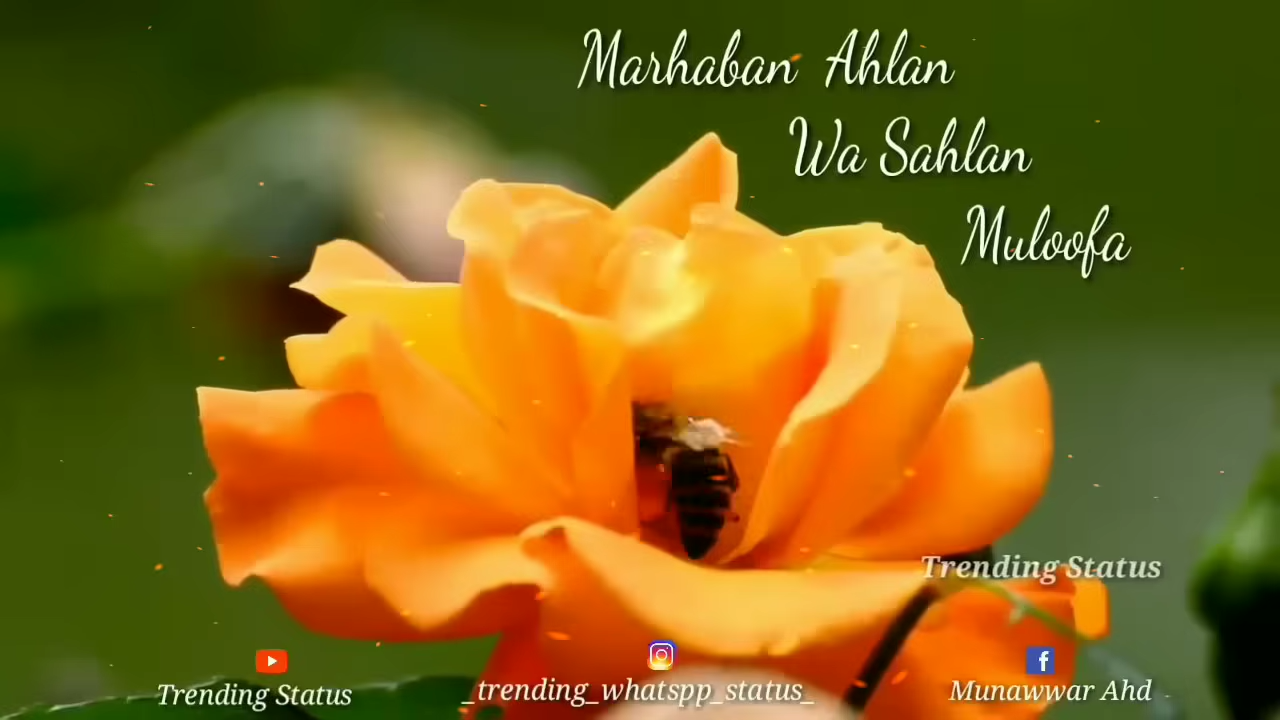 Marhaban Ahlan
Wa Sahlan
Muloofa
Trending Status
Trending Status
_trending_whatspp_status_
Munawwar Ahd